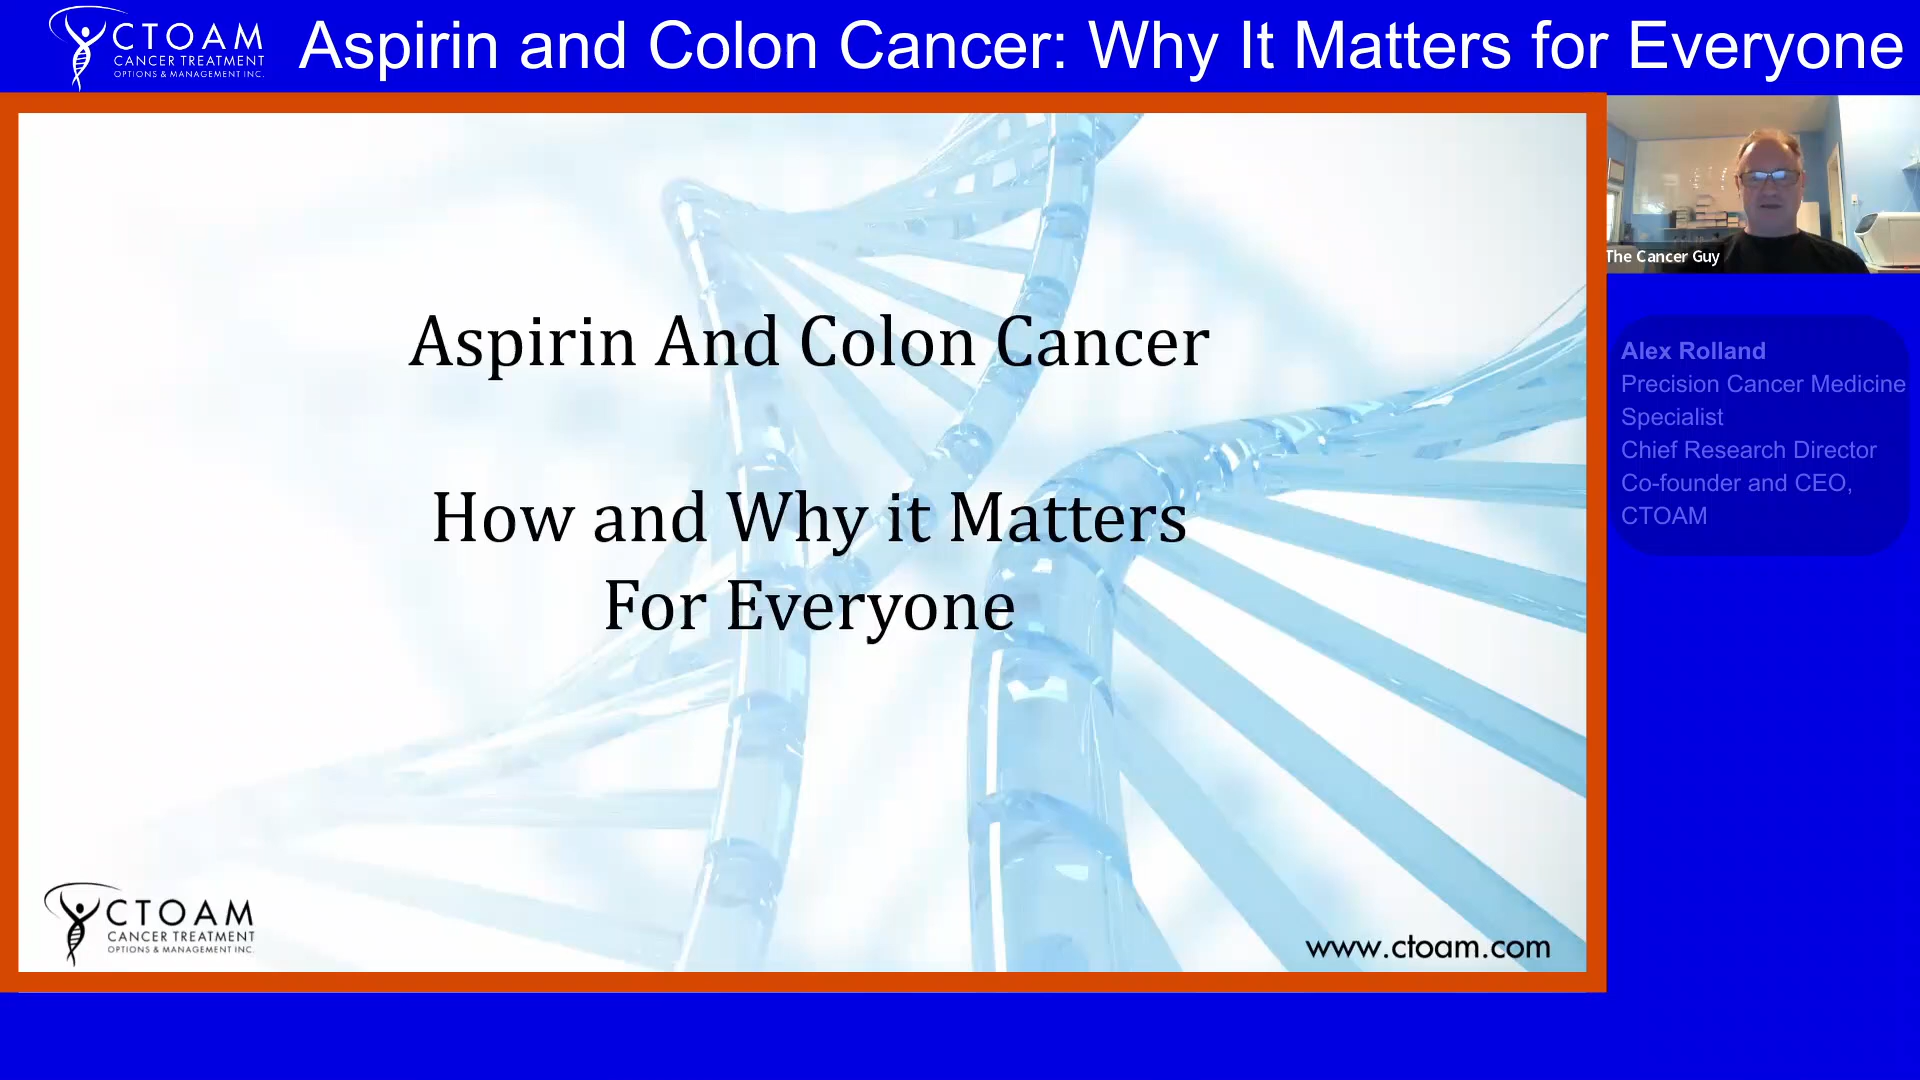 CTOAM
CANCER TREATMENT
OPTIONS & MANAGEMENT INC.
Aspirin and Colon Cancer: Why It Matters for Everyone
The Cancer Guy
Alex Rolland
Precision Cancer Medicine
Specialist
Chief Research Director
Co-founder and CEO,
CTOAM
Aspirin And Colon Cancer
How and Why it Matters
For Everyone
CTOAM
CANCER TREATMENT
OPTIONS & MANAGEMENT INC.
www.ctoam.com